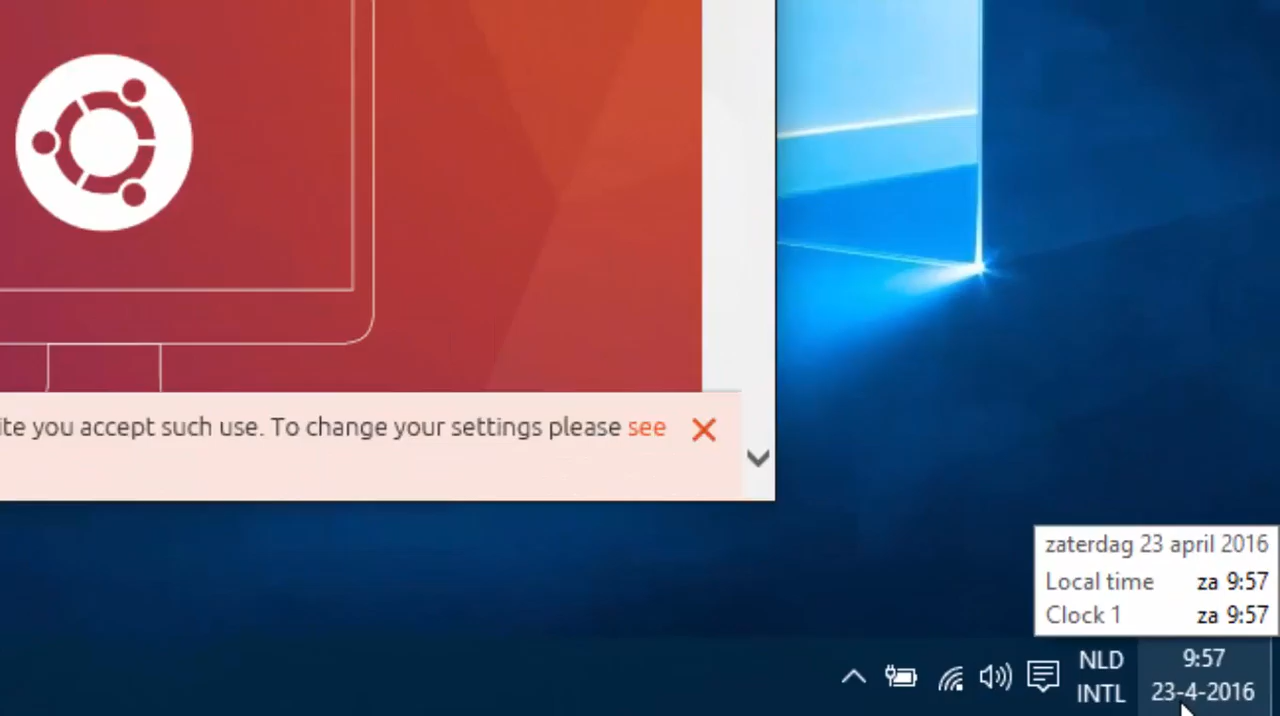 ite you accept such use. To change your settings please see
zaterdag 23 april 2016
Local time za 9:57
Clock 1 za 9:57
NLD 9:57
INTL 23-4-2016